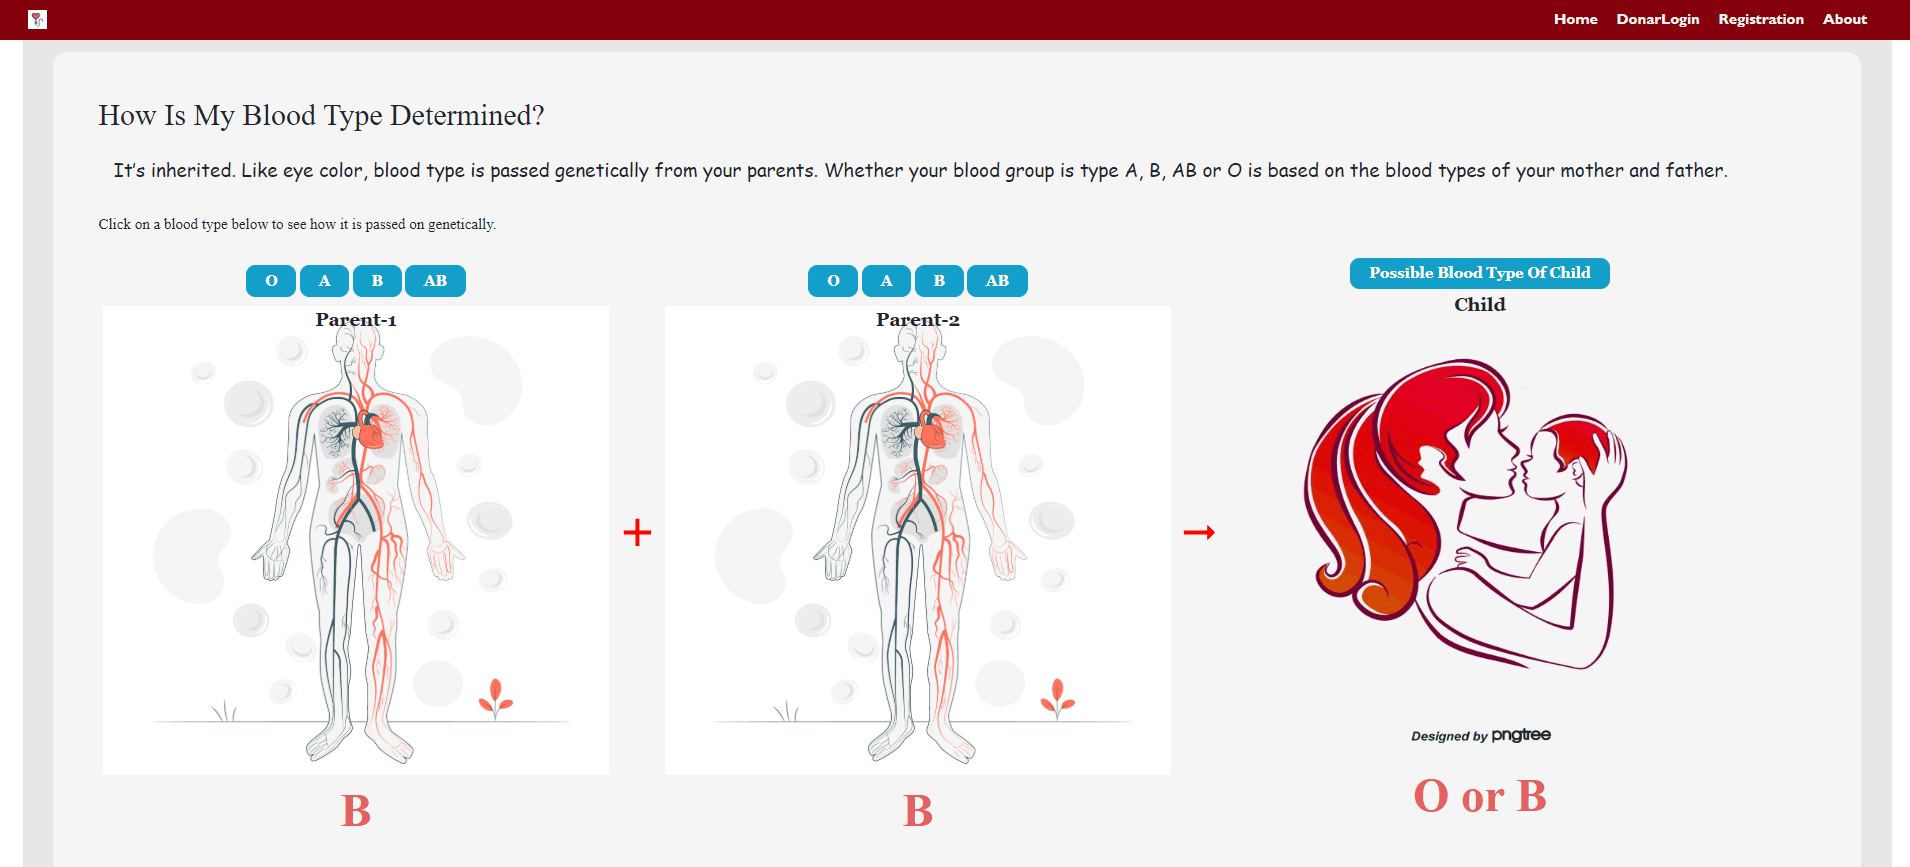 Home DonarLogin Registration About
How Is My Blood Type Determined?
It's inherited. Like eye color, blood type is passed genetically from your parents. Whether your blood group is type A, B, AB or O is based on the blood types of your mother and father.
Click on a blood type below to see how it is passed on genetically.
O A B AB
Parent-1
B
+
O A B AB
Parent-2
B
→
Possible Blood Type Of Child
Child
Designed by pngtree
O or B